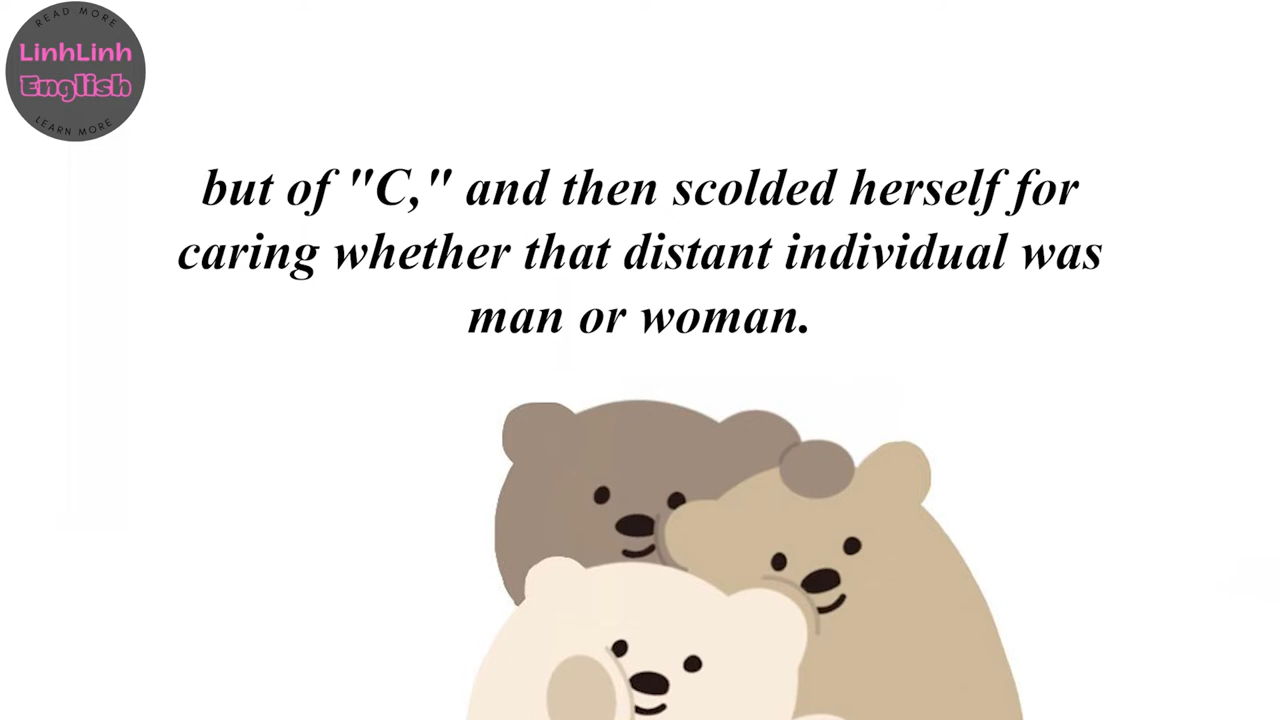 READ MORE
LinhLinh
English
LEARN MORE
but of "C," and then scolded herself for
caring whether that distant individual was
man or woman.